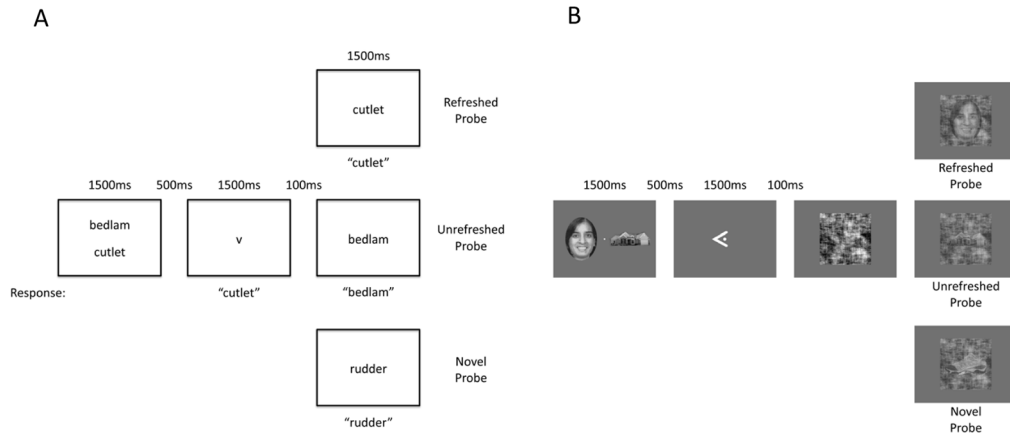 A
1500ms
cutlet
Refreshed
Probe
“cutlet”
1500ms 500ms 1500ms 100ms
bedlam
cutlet
v
bedlam
Unrefreshed
Probe
Response:
“cutlet”
“bedlam”
rudder
Novel
Probe
“rudder”
B
Refreshed
Probe
1500ms 500ms 1500ms 100ms
Unrefreshed
Probe
Novel
Probe